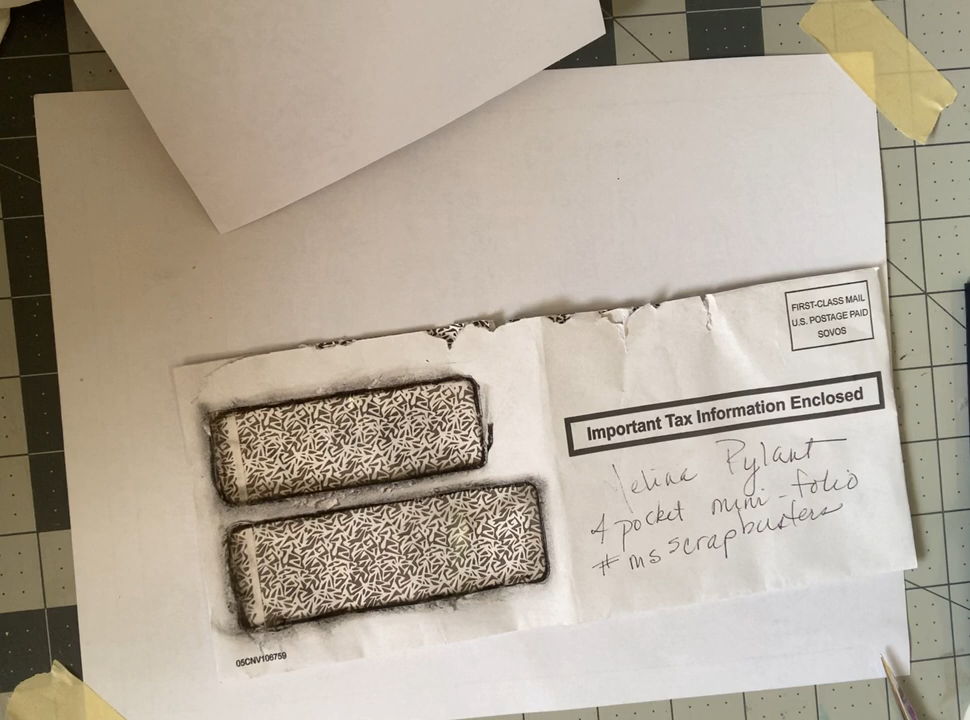 FIRST-CLASS MAIL
U.S. POSTAGE PAID
SOVOS
Important Tax Information Enclosed
Melina Pylant
4 pocket mini-folio
#msscrapbusters
05CNV106759